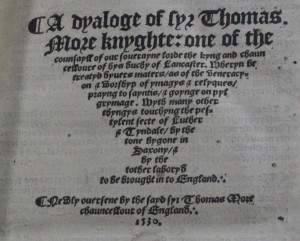 ¶A dyaloge of syr Thomas
More knyghte: one of the
counsayll of our souerayne lorde the kyng and chaun
cellour of hys duchy of Lancaster. Wheryn be
treatyd dyuers maters / as of the veneracy-
on & worshyp of ymagys & relyques /
prayng to sayntis / & goynge on pyl
grymage. Wyth many other
thyngys touchyng the pes-
tylent secte of Luther
& Tyndale / by the
tone bygone in
Saxony / &
by the
tother laboryd
to be brought in to England.
¶Newly ouersene by the sayd syr Thomas More
chauncellour of England.
1530.